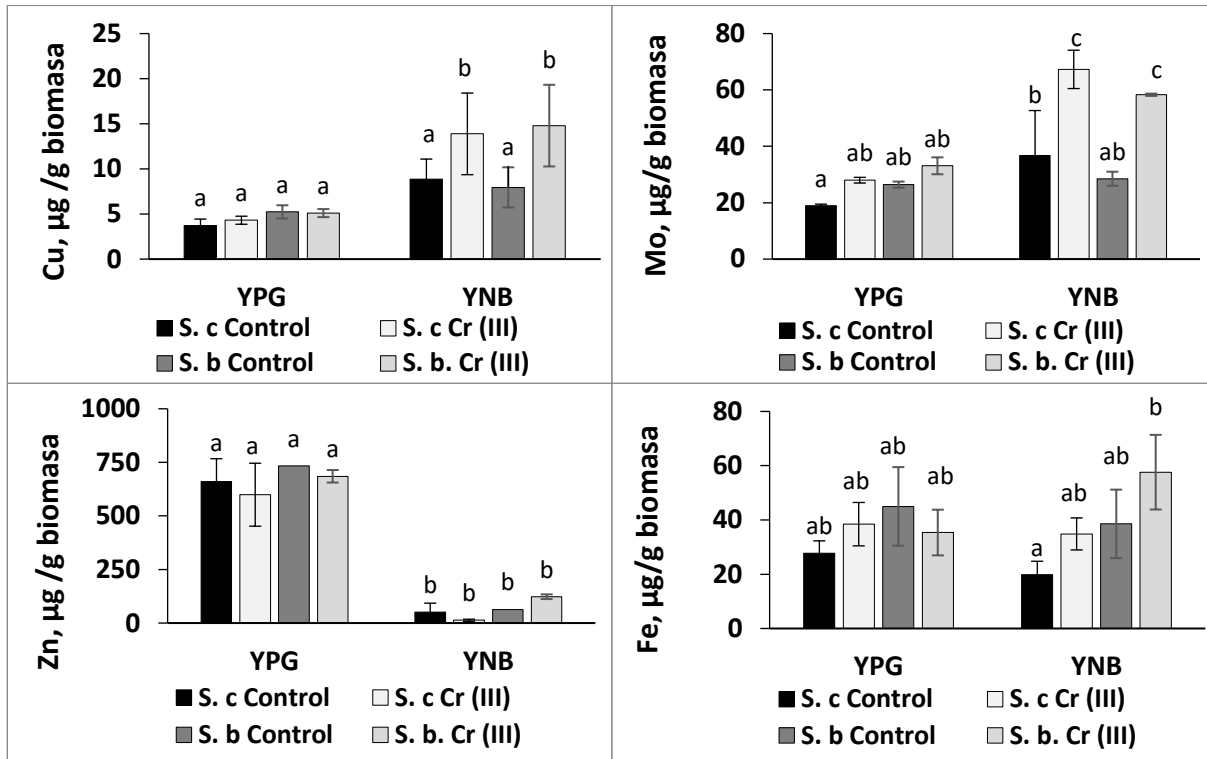 Cu, µg /g biomasa
25
20
15
10
5
0
a a a a a b a b
YPG YNB
S. c Control S. c Cr (III)
S. b Control S. b. Cr (III)
Mo, µg/g biomasa
80
60
40
20
0
a ab ab ab b c ab c
YPG YNB
S. c Control S. c Cr (III)
S. b Control S. b. Cr (III)
Zn, µg /g biomasa
1000
750
500
250
0
a a a a b b b b
YPG YNB
S. c Control S. c Cr (III)
S. b Control S. b. Cr (III)
Fe, µg/g biomasa
80
60
40
20
0
ab ab ab ab a ab ab b
YPG YNB
S. c Control S. c Cr (III)
S. b Control S. b. Cr (III)